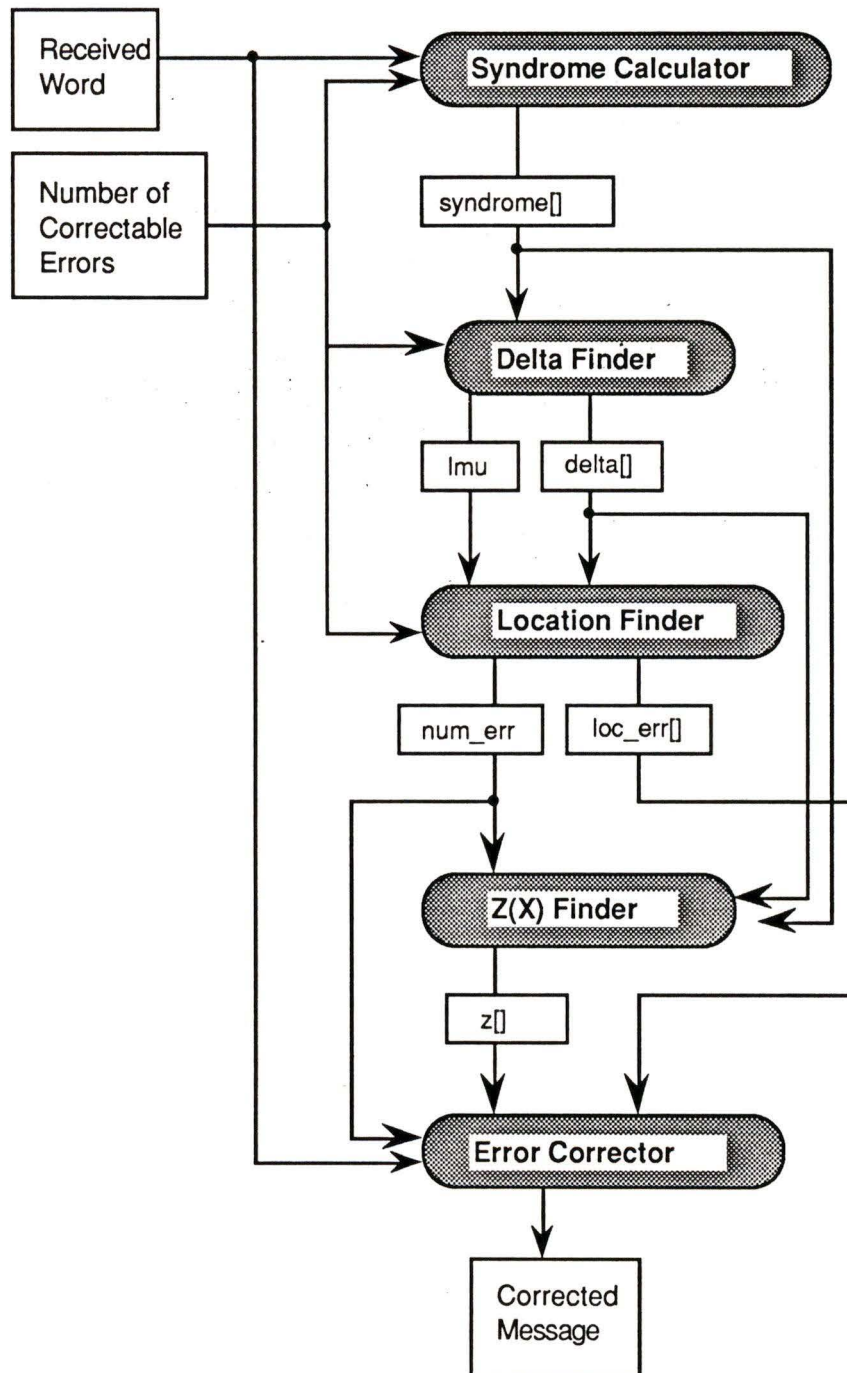 Received
Word
Syndrome Calculator
Number of
Correctable
Errors
syndrome[]
Delta Finder
lmu
delta[]
Location Finder
num_err
loc_err[]
Z(X) Finder
z[]
Error Corrector
Corrected
Message